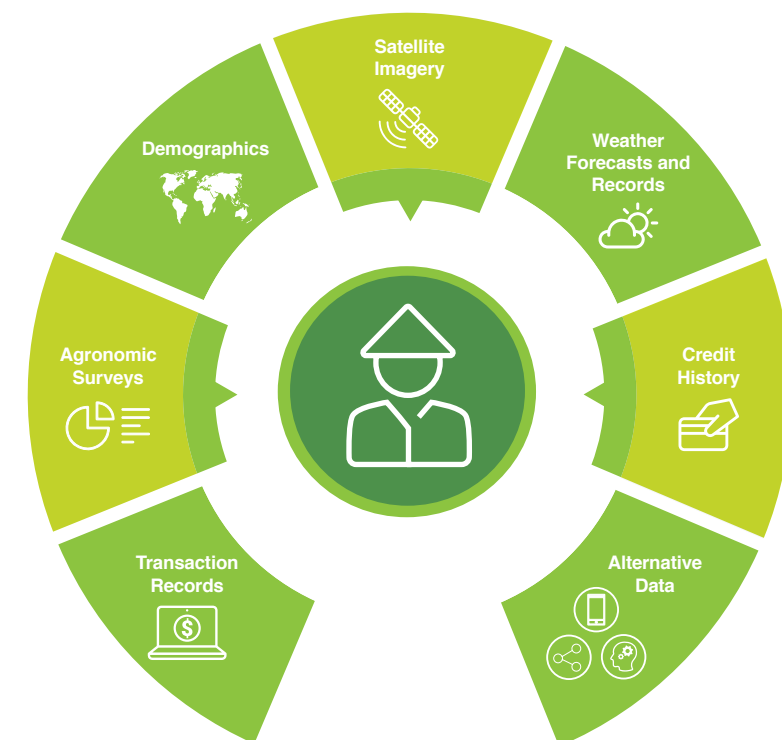 Satellite
Imagery
Demographics
Weather
Forecasts and
Records
Agronomic
Surveys
Credit
History
Transaction
Records
$
Alternative
Data